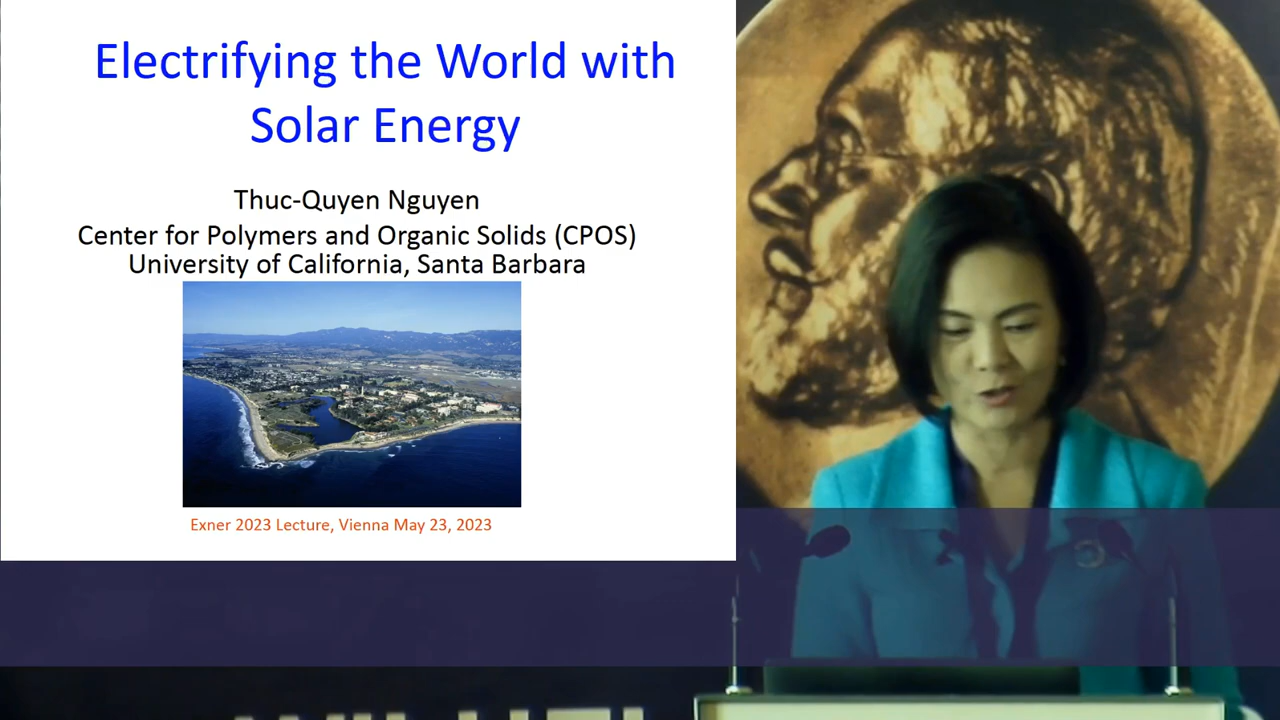 Electrifying the World with
Solar Energy
Thuc-Quyen Nguyen
Center for Polymers and Organic Solids (CPOS)
University of California, Santa Barbara
Exner 2023 Lecture, Vienna May 23, 2023